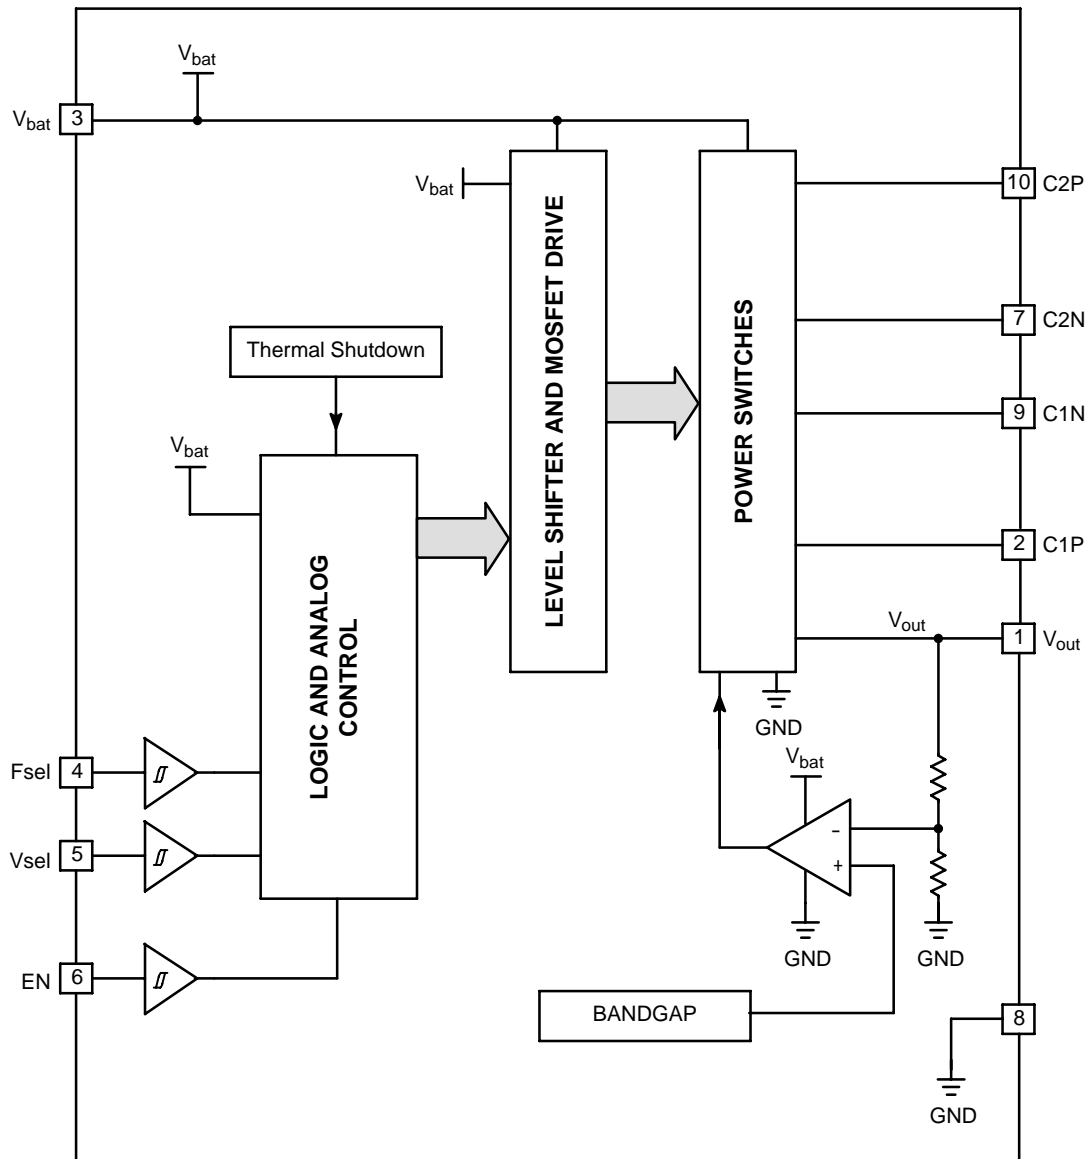 Vbat
Vbat 3
Vbat
10 C2P
LEVEL SHIFTER AND MOSFET DRIVE
POWER SWITCHES
7 C2N
Thermal Shutdown
9 C1N
Vbat
2 C1P
LOGIC AND ANALOG
CONTROL
Vout
1 Vout
GND
Vbat
Fsel 4
-
Vsel 5
+
GND
GND
EN 6
BANDGAP
8
GND